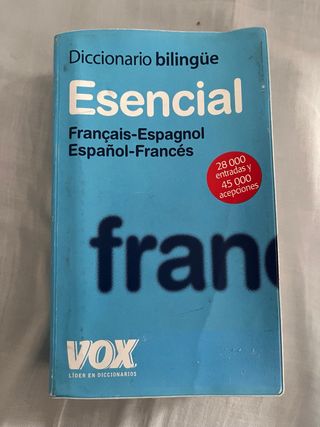 Diccionario bilingüe
Esencial
Français-Espagnol
Español-Francés
28 000
entradas y
45 000
acepciones
franc
VOX
LÍDER EN DICCIONARIOS